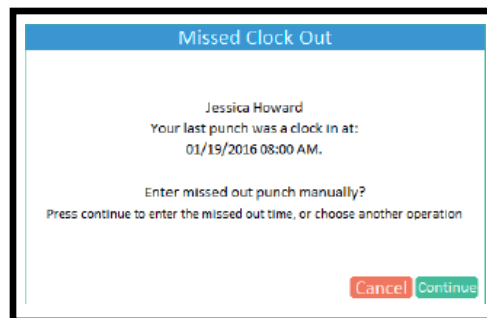 Missed Clock Out
Jessica Howard
Your last punch was a clock in at:
01/19/2016 08:00 AM.
Enter missed out punch manually?
Press continue to enter the missed out time, or choose another operation
Cancel Continue